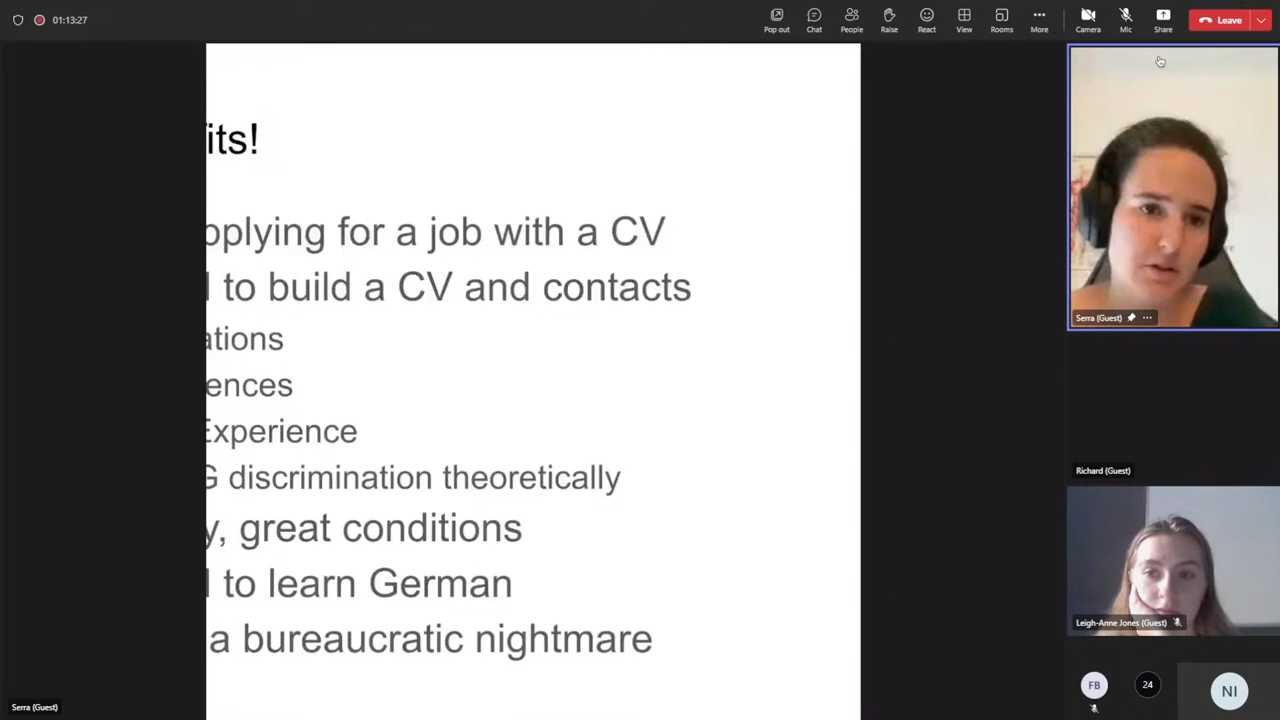 01:13:27
Pop out
Chat
People
Raise
React
View
Rooms
More
Camera
Mic
Share
Leave
its!
pplying for a job with a CV
to build a CV and contacts
ations
ences
Experience
G discrimination theoretically
y, great conditions
to learn German
a bureaucratic nightmare
Serra (Guest)
Richard (Guest)
Leigh-Anne Jones (Guest)
FB
24
NI
Serra (Guest)